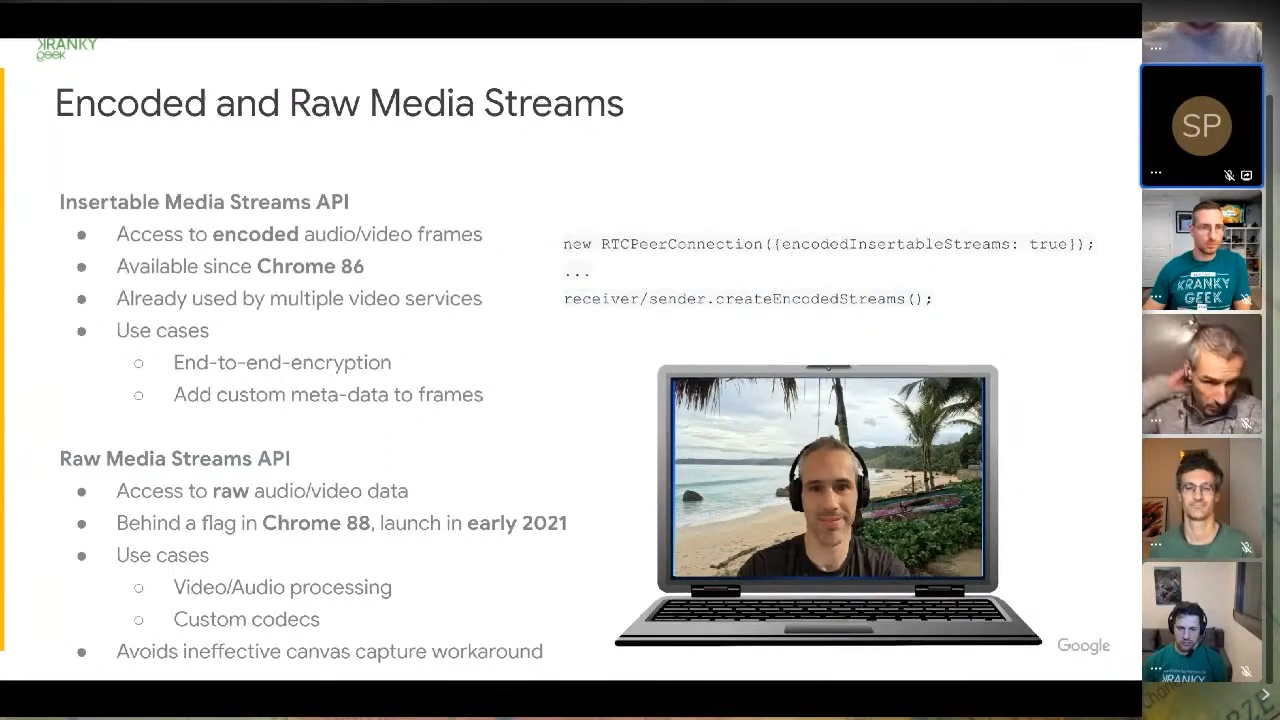 KRANKY
geek
Encoded and Raw Media Streams
Insertable Media Streams API
● Access to encoded audio/video frames
● Available since Chrome 86
● Already used by multiple video services
● Use cases
○ End-to-end-encryption
○ Add custom meta-data to frames
new RTCPeerConnection({encodedInsertableStreams: true});
...
receiver/sender.createEncodedStreams();
Raw Media Streams API
● Access to raw audio/video data
● Behind a flag in Chrome 88, launch in early 2021
● Use cases
○ Video/Audio processing
○ Custom codecs
● Avoids ineffective canvas capture workaround
Google
SP
KRANKY
GEEK
KRANKY